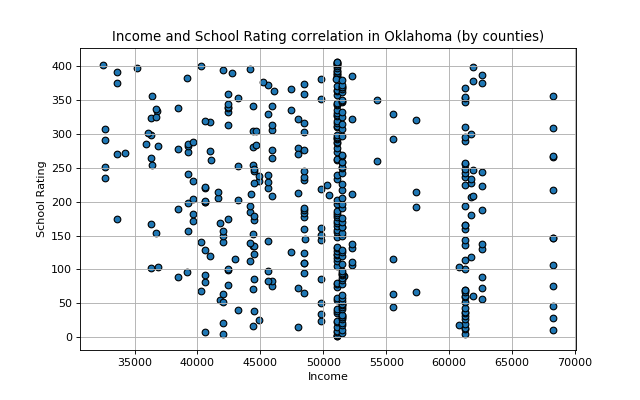 Income and School Rating correlation in Oklahoma (by counties)
400
350
300
250
200
150
100
50
0
School Rating
35000 40000 45000 50000 55000 60000 65000 70000
Income